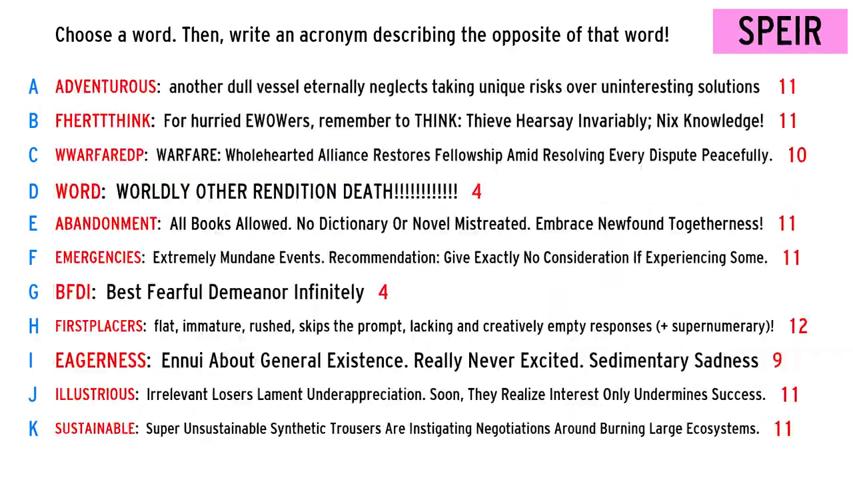 Choose a word. Then, write an acronym describing the opposite of that word!
SPEIR
A ADVENTUROUS: another dull vessel eternally neglects taking unique risks over uninteresting solutions 11
B FHERTTTHINK: For hurried EWOWers, remember to THINK: Thieve Hearsay Invariably; Nix Knowledge! 11
C WWARFAREDP: WARFARE: Wholehearted Alliance Restores Fellowship Amid Resolving Every Dispute Peacefully. 10
D WORD: WORLDLY OTHER RENDITION DEATH!!!!!!!!!!!! 4
E ABANDONMENT: All Books Allowed. No Dictionary Or Novel Mistreated. Embrace Newfound Togetherness! 11
F EMERGENCIES: Extremely Mundane Events. Recommendation: Give Exactly No Consideration If Experiencing Some. 11
G BFDI: Best Fearful Demeanor Infinitely 4
H FIRSTPLACERS: flat, immature, rushed, skips the prompt, lacking and creatively empty responses (+ supernumerary)! 12
I EAGERNESS: Ennui About General Existence. Really Never Excited. Sedimentary Sadness 9
J ILLUSTRIOUS: Irrelevant Losers Lament Underappreciation. Soon, They Realize Interest Only Undermines Success. 11
K SUSTAINABLE: Super Unsustainable Synthetic Trousers Are Instigating Negotiations Around Burning Large Ecosystems. 11